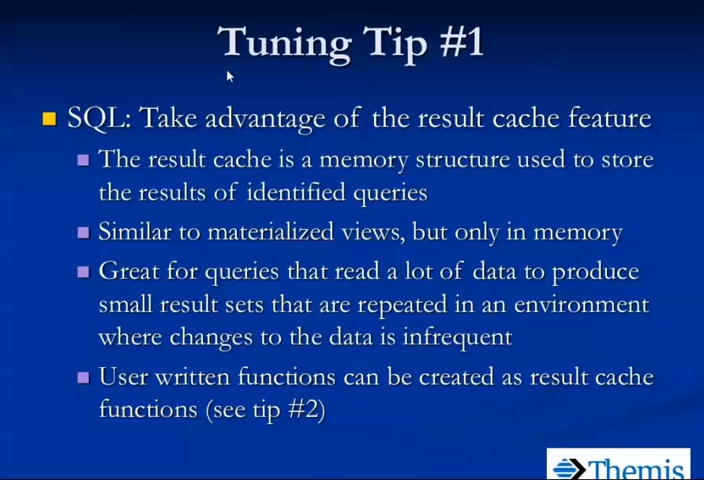 Tuning Tip #1
SQL: Take advantage of the result cache feature
The result cache is a memory structure used to store
the results of identified queries
Similar to materialized views, but only in memory
Great for queries that read a lot of data to produce
small result sets that are repeated in an environment
where changes to the data is infrequent
User written functions can be created as result cache
functions (see tip #2)
Themis